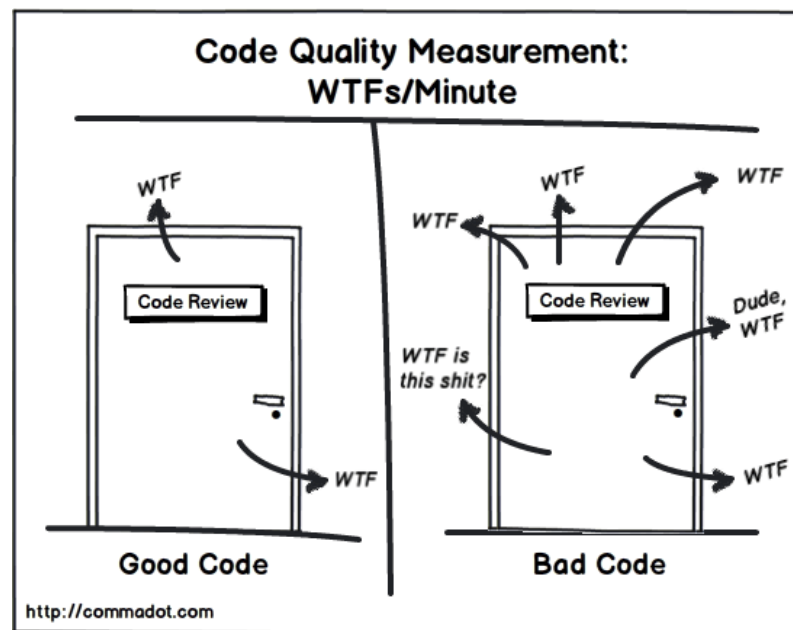 Code Quality Measurement:
WTFs/Minute
WTF
Code Review
WTF
Good Code
WTF
WTF
WTF
Code Review
Dude,
WTF
WTF is
this shit?
WTF
Bad Code
http://commadot.com